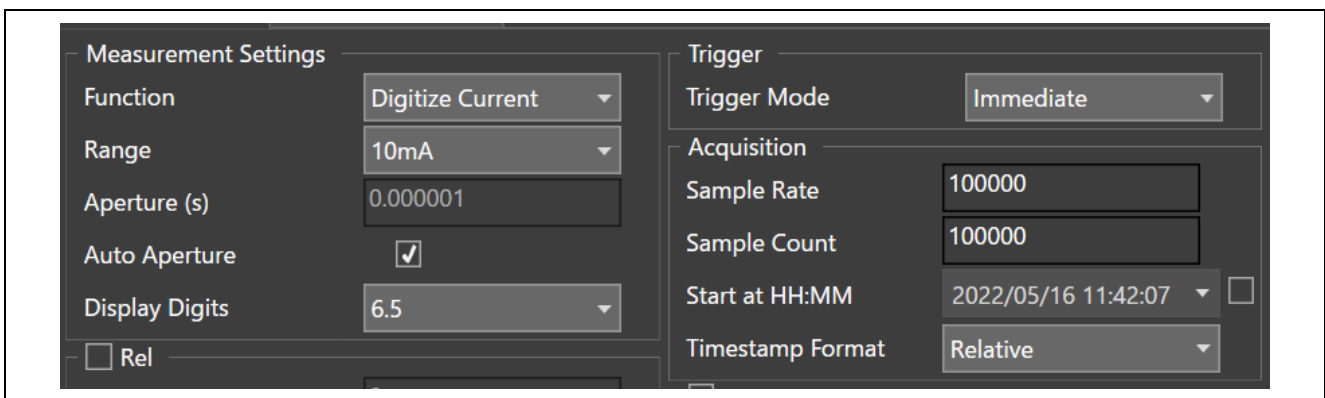 Measurement Settings
Function
Digitize Current
Range
10mA
Aperture (s)
0.000001
Auto Aperture
Display Digits
6.5
Rel
Trigger
Trigger Mode
Immediate
Acquisition
Sample Rate
100000
Sample Count
100000
Start at HH:MM
2022/05/16 11:42:07
Timestamp Format
Relative